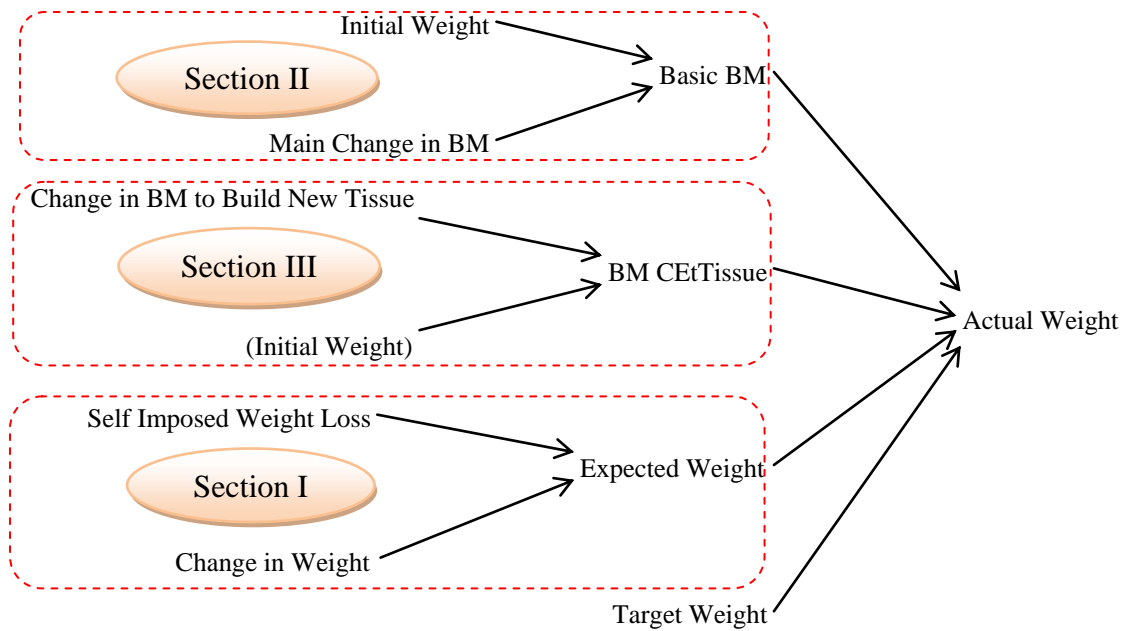 Initial Weight
Section II
Basic BM
Main Change in BM
Change in BM to Build New Tissue
Section III
BM CEtTissue
(Initial Weight)
Actual Weight
Self Imposed Weight Loss
Section I
Expected Weight
Change in Weight
Target Weight